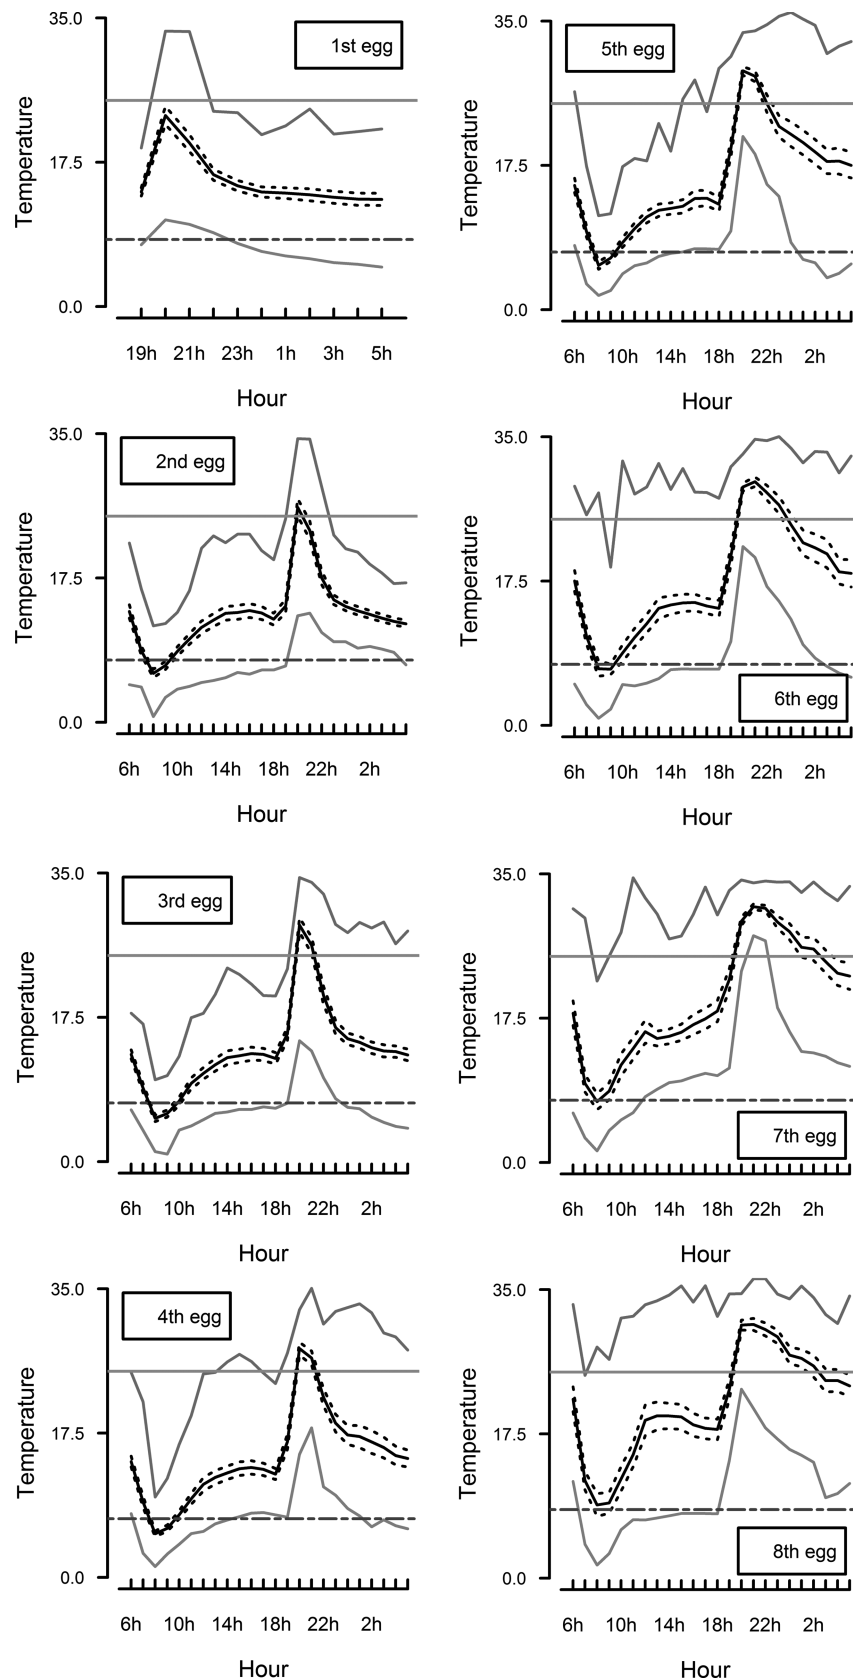 35.0
1st egg
Temperature
17.5
0.0
19h 21h 23h 1h 3h 5h
Hour
35.0
2nd egg
Temperature
17.5
0.0
6h 10h 14h 18h 22h 2h
Hour
35.0
3rd egg
Temperature
17.5
0.0
6h 10h 14h 18h 22h 2h
Hour
35.0
4th egg
Temperature
17.5
0.0
6h 10h 14h 18h 22h 2h
Hour
35.0
5th egg
Temperature
17.5
0.0
6h 10h 14h 18h 22h 2h
Hour
35.0
Temperature
17.5
6th egg
0.0
6h 10h 14h 18h 22h 2h
Hour
35.0
Temperature
17.5
7th egg
0.0
6h 10h 14h 18h 22h 2h
Hour
35.0
Temperature
17.5
8th egg
0.0
6h 10h 14h 18h 22h 2h
Hour